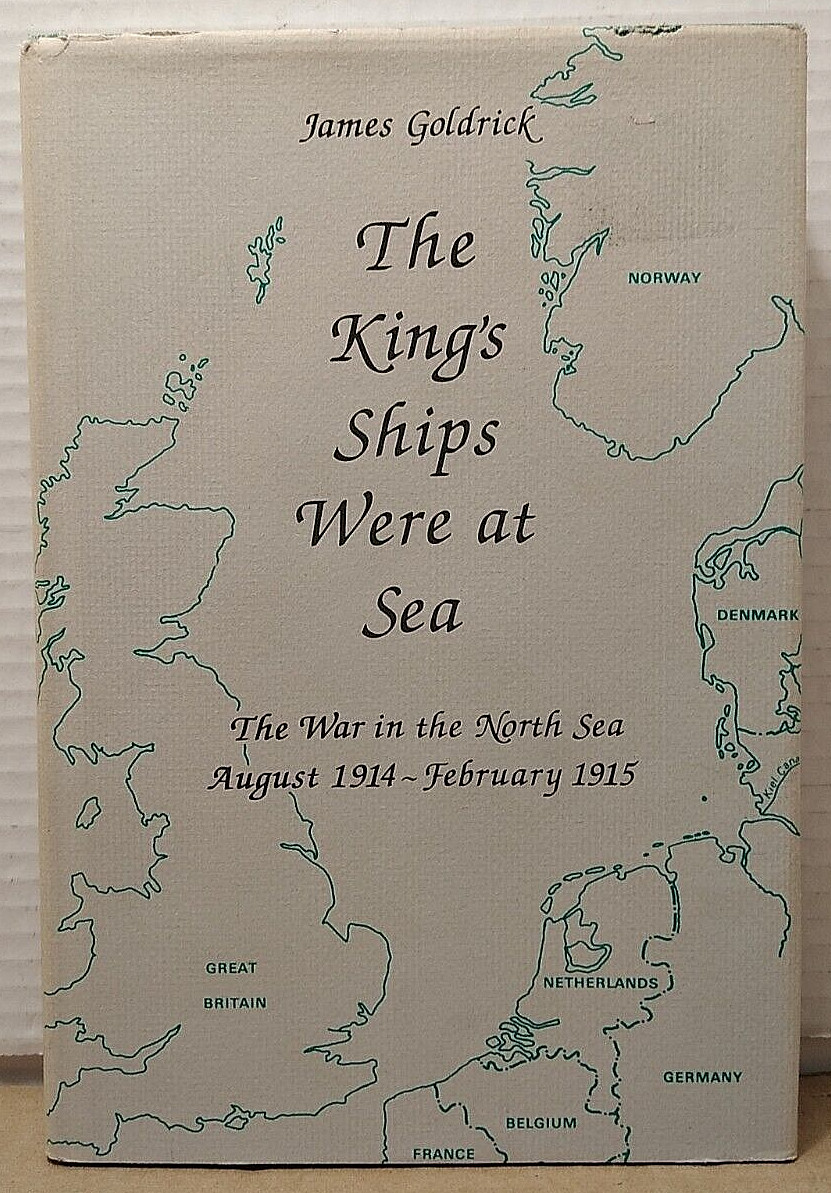 James Goldrick
The
King's
Ships
Were at
Sea
The War in the North Sea
August 1914~February 1915
NORWAY
DENMARK
Kiel Cana
GREAT
BRITAIN
NETHERLANDS
GERMANY
BELGIUM
FRANCE